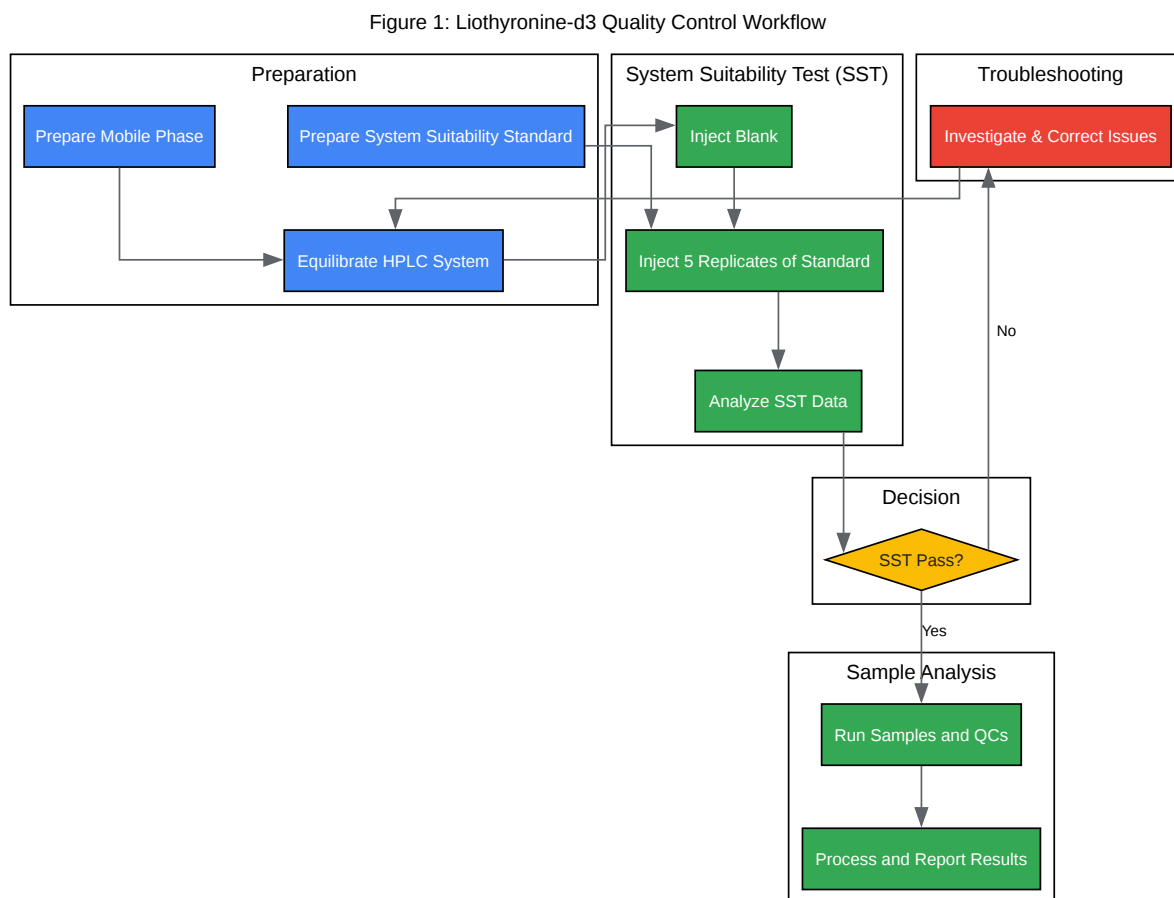 Figure 1: Liothyronine-d3 Quality Control Workflow
Preparation
Prepare Mobile Phase
Prepare System Suitability Standard
Equilibrate HPLC System
System Suitability Test (SST)
Inject Blank
Inject 5 Replicates of Standard
Analyze SST Data
Troubleshooting
Investigate & Correct Issues
No
Decision
SST Pass?
Yes
Sample Analysis
Run Samples and QCs
Process and Report Results